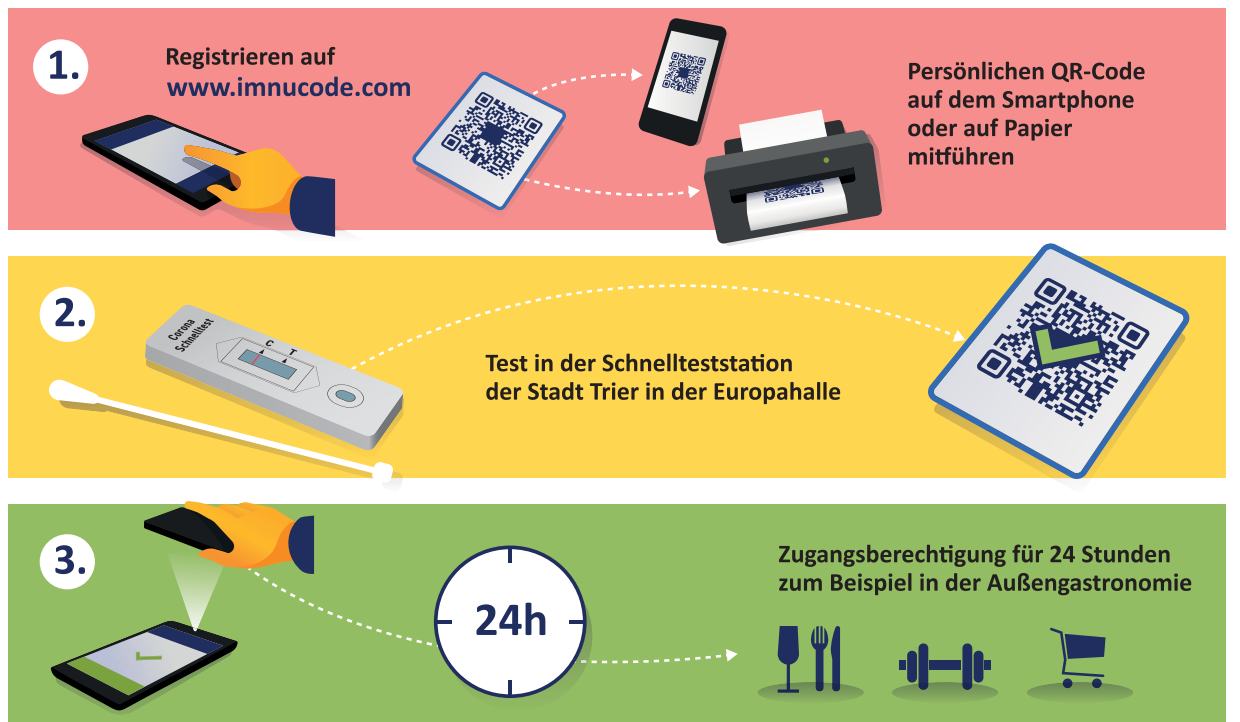 1.
Registrieren auf
www.imnucode.com
Persönlichen QR-Code
auf dem Smartphone
oder auf Papier
mitführen
2.
Corona
Schnelltest
C
T
Test in der Schnellteststation
der Stadt Trier in der Europahalle
3.
24h
Zugangsberechtigung für 24 Stunden
zum Beispiel in der Außengastronomie